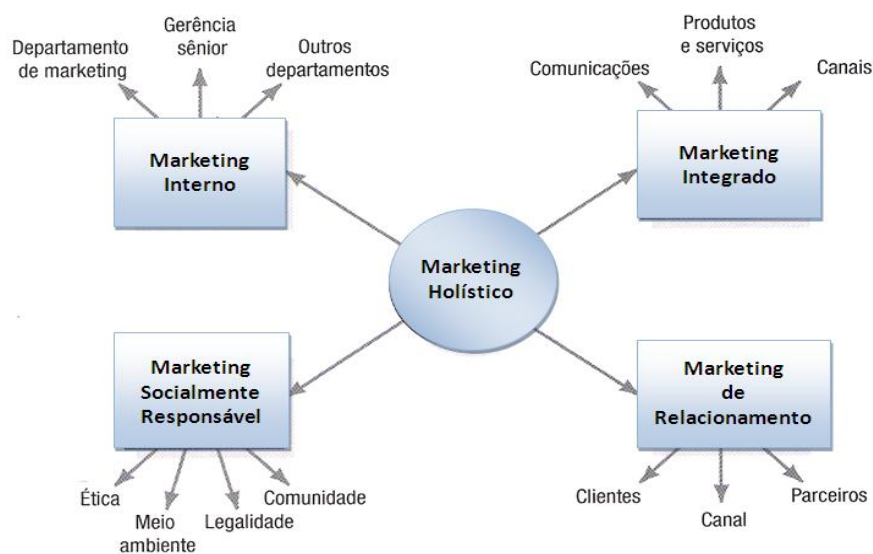 Departamento
de marketing
Gerência
sênior
Outros
departamentos
Comunicações
Produtos
e serviços
Canais
Marketing
Interno
Marketing
Integrado
Marketing
Holístico
Marketing
Socialmente
Responsável
Marketing
de
Relacionamento
Ética
Meio
ambiente
Legalidade
Comunidade
Clientes
Canal
Parceiros